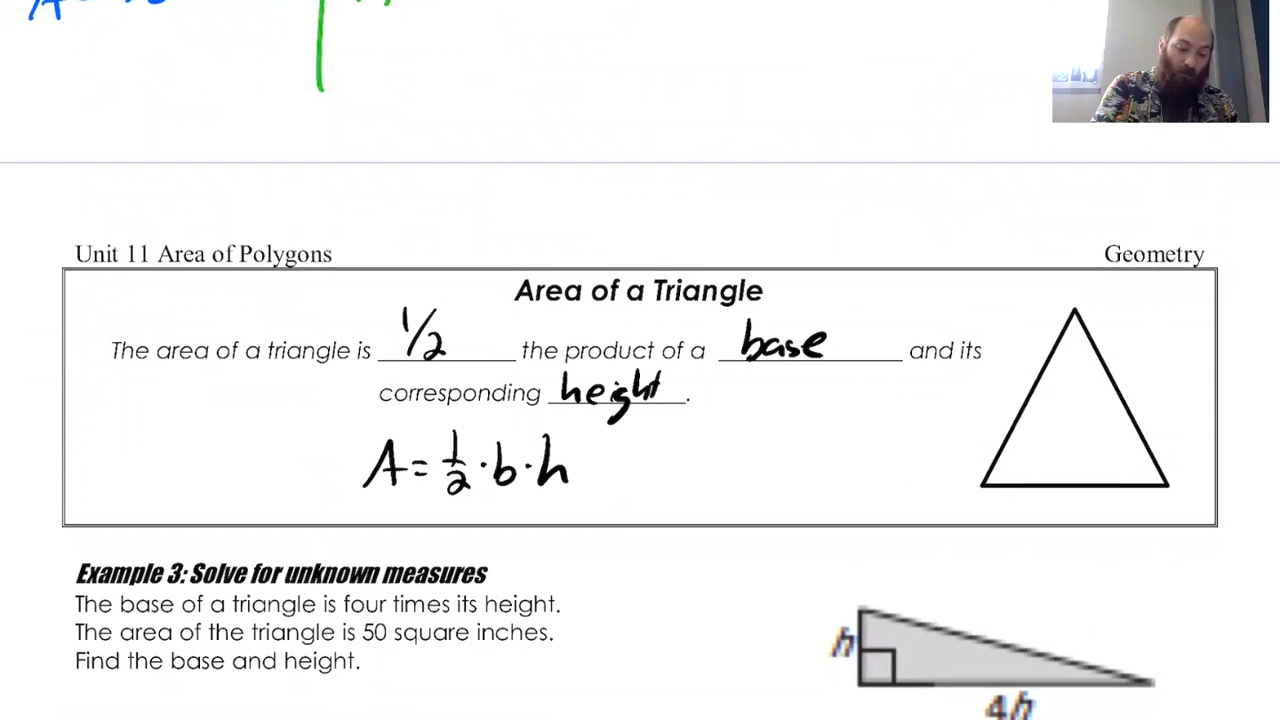 Unit 11 Area of Polygons
Geometry
Area of a Triangle
The area of a triangle is 1/2 the product of a base and its
corresponding height.
A = 1/2 · b · h
Example 3: Solve for unknown measures
The base of a triangle is four times its height.
The area of the triangle is 50 square inches.
Find the base and height.
h
4h